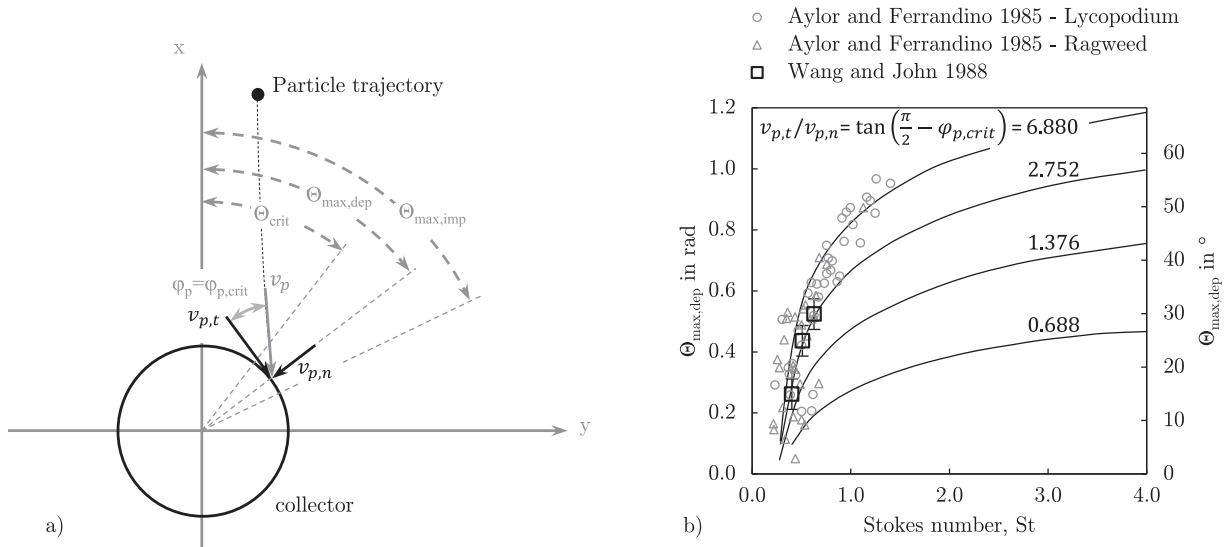 x
Particle trajectory
Θcrit
Θmax,dep
Θmax,imp
φp=φp,crit
vp
vp,t
vp,n
y
collector
a)
Aylor and Ferrandino 1985 - Lycopodium
Aylor and Ferrandino 1985 - Ragweed
Wang and John 1988
vp,t/vp,n= tan (π/2 − φp,crit) = 6.880
2.752
1.376
0.688
Θmax,dep in rad
1.2
1.0
0.8
0.6
0.4
0.2
0.0
0.0 1.0 2.0 3.0 4.0
Stokes number, St
60
50
40
30
20
10
0
Θmax,dep in °
b)